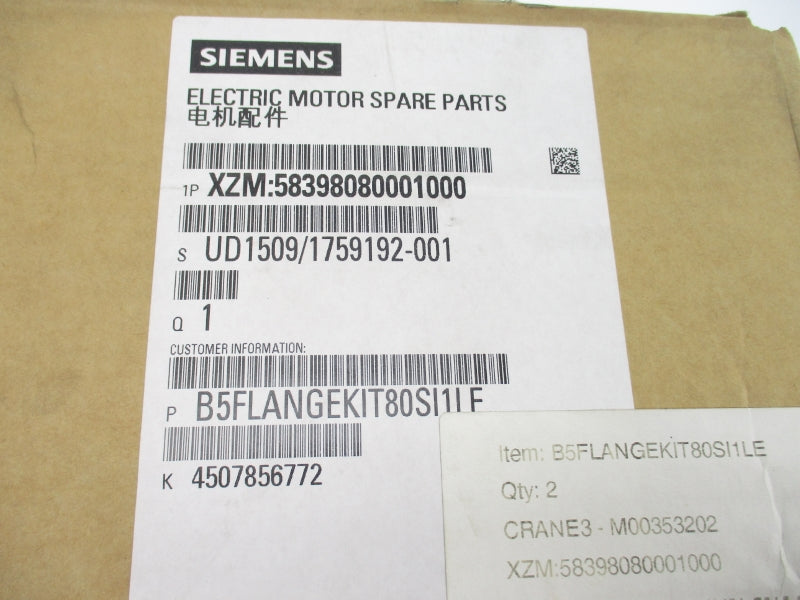 SIEMENS
ELECTRIC MOTOR SPARE PARTS
电机配件
1P XZM:58398080001000
S UD1509/1759192-001
Q 1
CUSTOMER INFORMATION:
P B5FLANGEKIT80SI1LE
K 4507856772
Item: B5FLANGEKIT80SI1LE
Qty: 2
CRANE3 - M00353202
XZM:58398080001000